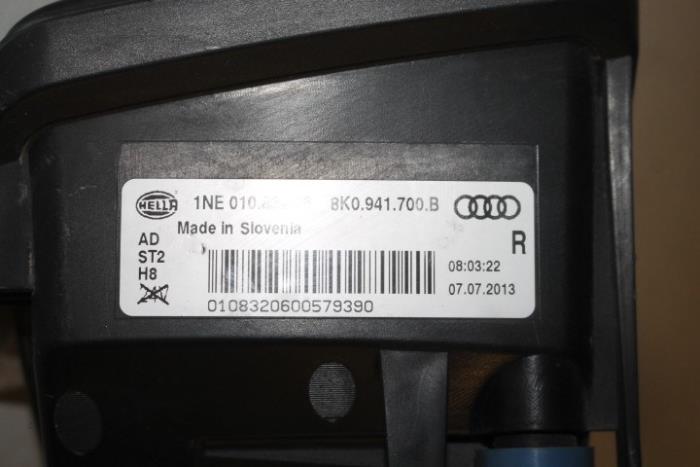 HELLA 1NE 010. 8K0.941.700.B
Made in Slovenia
AD
ST2
H8
24V
R
08:03:22
07.07.2013
0108320600579390